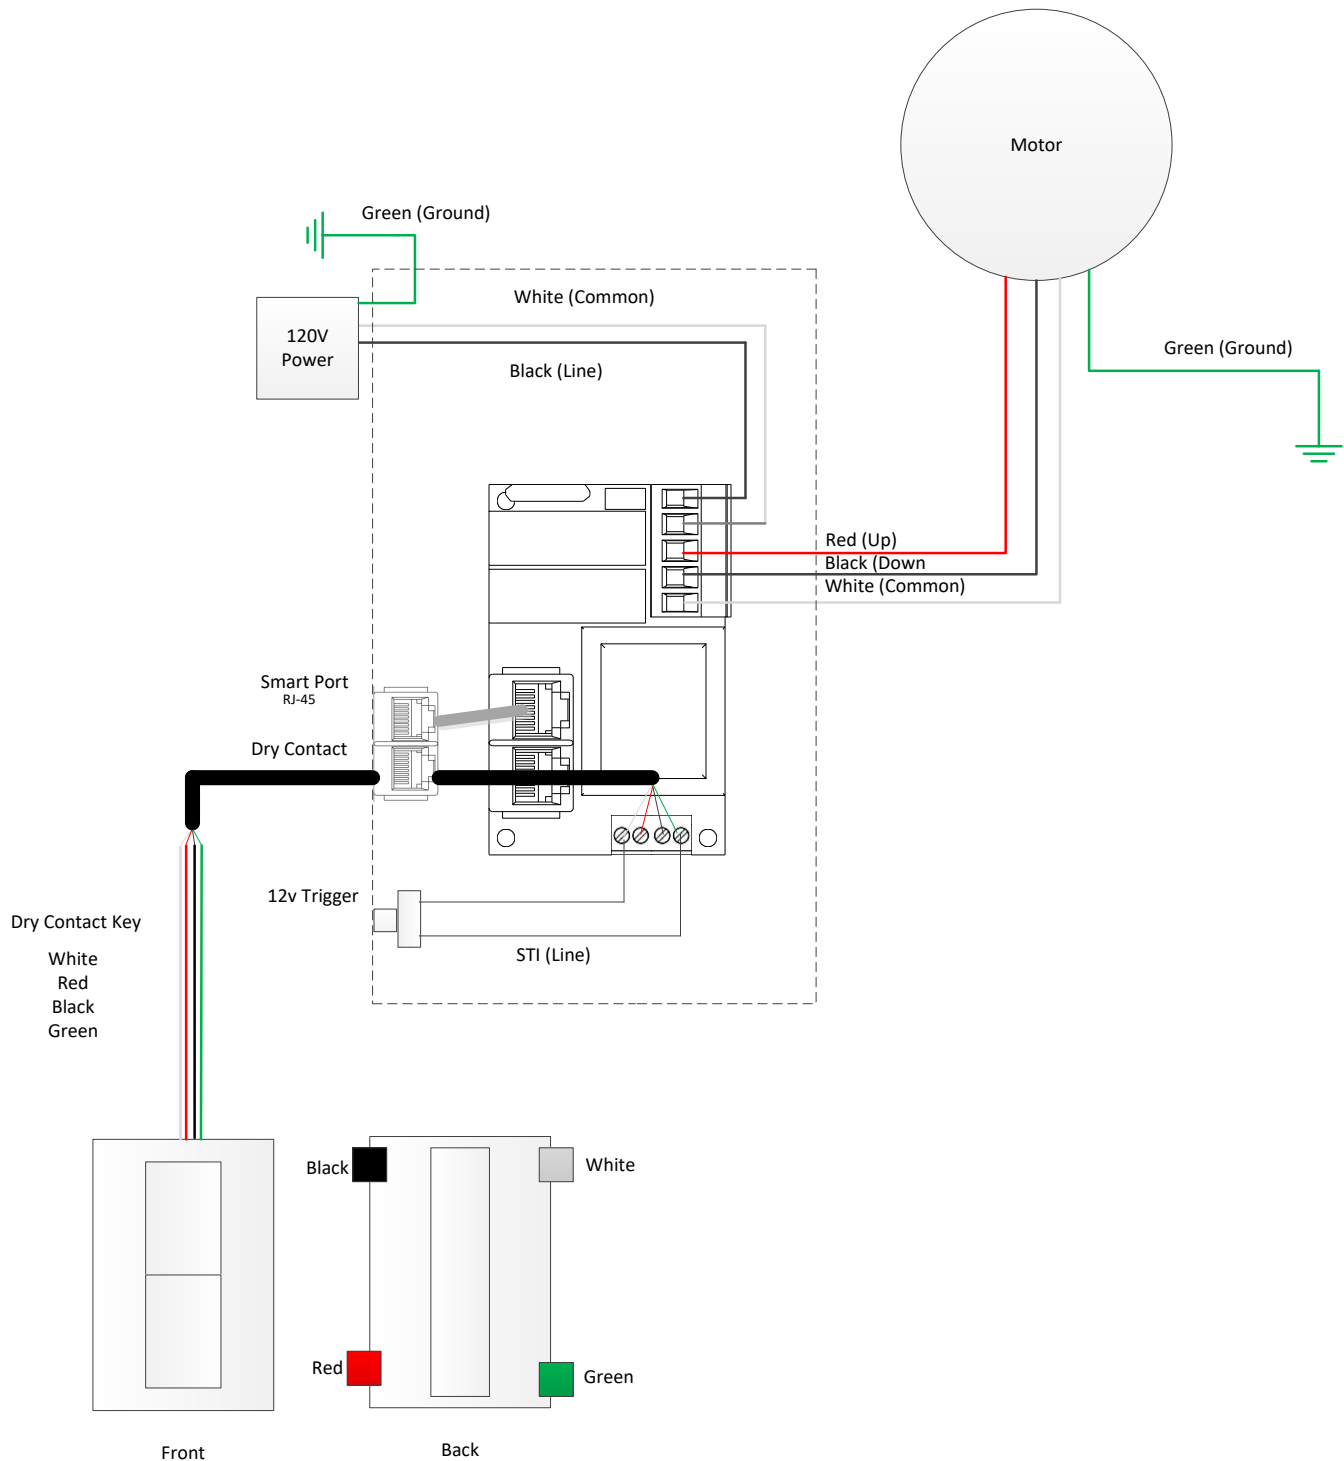 Motor
Green (Ground)
White (Common)
120V
Power
Black (Line)
Green (Ground)
Red (Up)
Black (Down
White (Common)
Smart Port
RJ-45
Dry Contact
12v Trigger
STI (Line)
Dry Contact Key
White
Red
Black
Green
Black
White
Red
Green
Front
Back